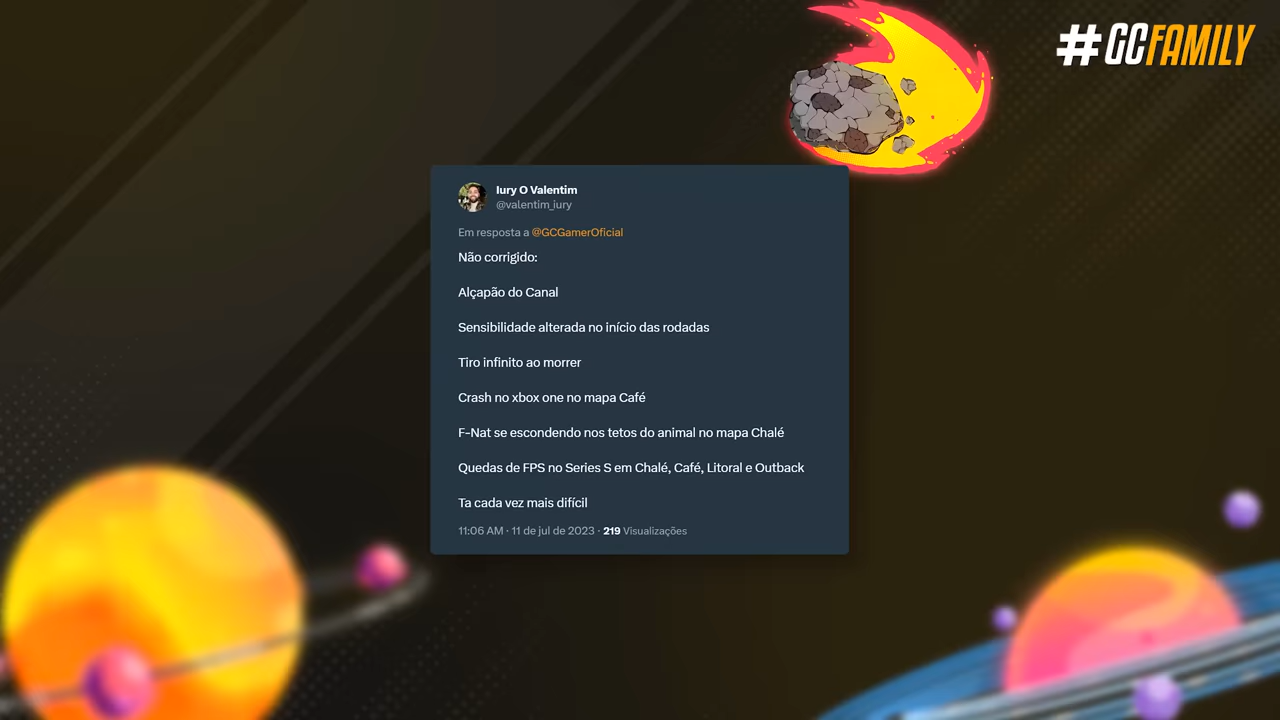 #GCFAMILY
Iury O Valentim
@valentim_iury
Em resposta a @GCGamerOficial
Não corrigido:
Alçapão do Canal
Sensibilidade alterada no início das rodadas
Tiro infinito ao morrer
Crash no xbox one no mapa Café
F-Nat se escondendo nos tetos do animal no mapa Chalé
Quedas de FPS no Series S em Chalé, Café, Litoral e Outback
Ta cada vez mais difícil
11:06 AM · 11 de jul de 2023 · 219 Visualizações